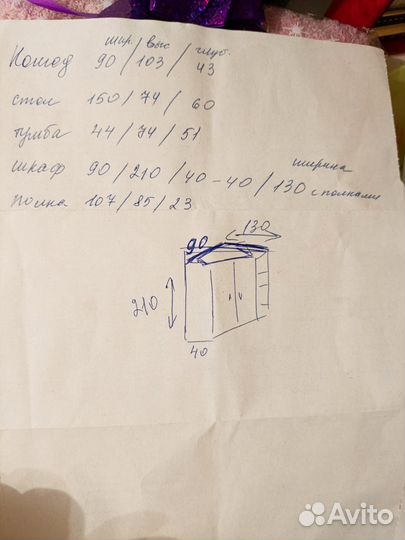 шир / выс / глуб.
Комод 90 / 103 / 43
стол 150 / 74 / 60
тумба 44 / 74 / 51
ширина
шкаф 90 / 210 / 40 - 40 / 130 с полками
полка 107 / 85 / 23
130
90
210
40
Avito